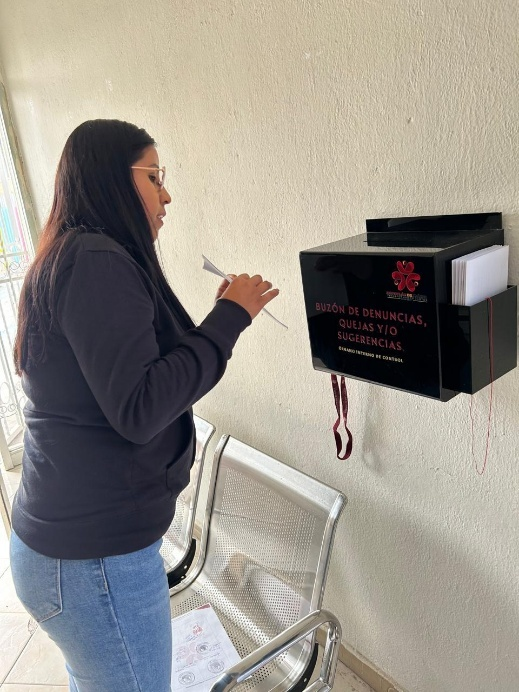 BUZÓN DE DENUNCIAS,
QUEJAS Y/O
SUGERENCIAS.
ÓRGANO INTERNO DE CONTROL